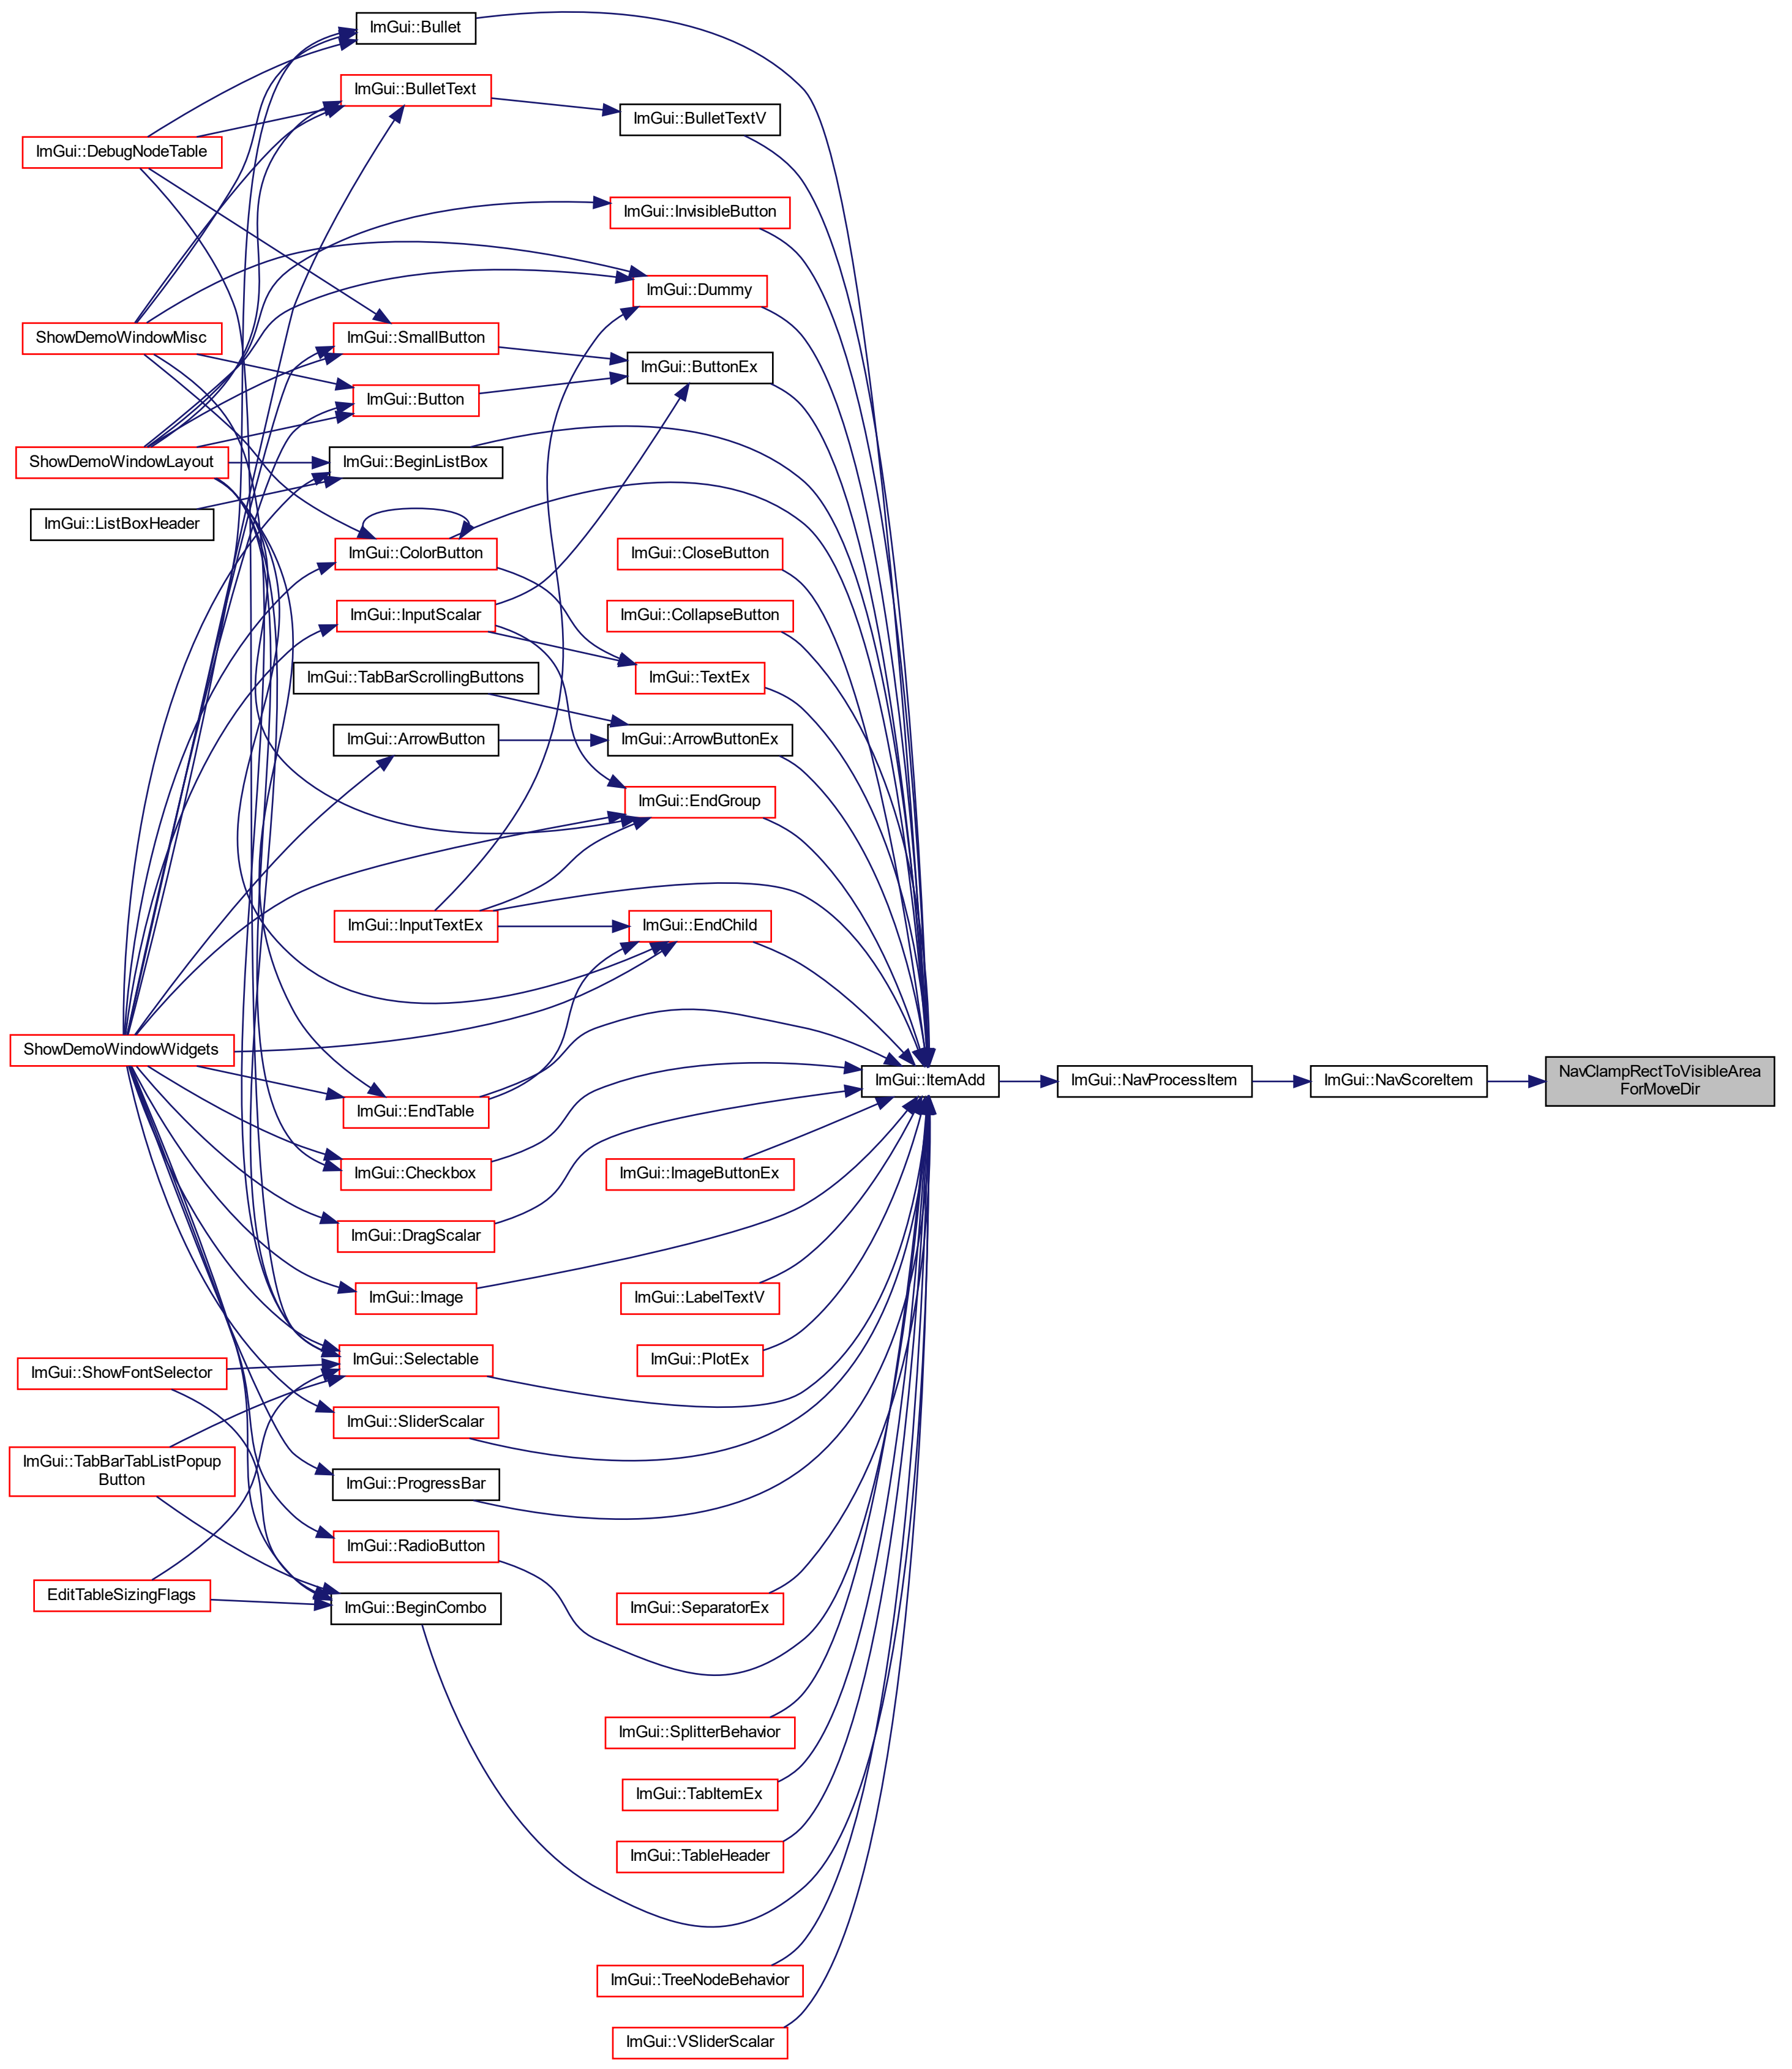 ImGui::Bullet
ImGui::BulletText
ImGui::BulletTextV
ImGui::DebugNodeTable
ImGui::InvisibleButton
ImGui::Dummy
ShowDemoWindowMisc
ImGui::SmallButton
ImGui::ButtonEx
ImGui::Button
ShowDemoWindowLayout
ImGui::BeginListBox
ImGui::ListBoxHeader
ImGui::ColorButton
ImGui::CloseButton
ImGui::InputScalar
ImGui::CollapseButton
ImGui::TabBarScrollingButtons
ImGui::TextEx
ImGui::ArrowButton
ImGui::ArrowButtonEx
ImGui::EndGroup
ImGui::InputTextEx
ImGui::EndChild
ShowDemoWindowWidgets
ImGui::ItemAdd
ImGui::NavProcessItem
ImGui::NavScoreItem
NavClampRectToVisibleArea
ForMoveDir
ImGui::EndTable
ImGui::Checkbox
ImGui::ImageButtonEx
ImGui::DragScalar
ImGui::Image
ImGui::LabelTextV
ImGui::PlotEx
ImGui::ShowFontSelector
ImGui::Selectable
ImGui::SliderScalar
ImGui::TabBarTabListPopup
Button
ImGui::ProgressBar
ImGui::RadioButton
EditTableSizingFlags
ImGui::BeginCombo
ImGui::SeparatorEx
ImGui::SplitterBehavior
ImGui::TabItemEx
ImGui::TableHeader
ImGui::TreeNodeBehavior
ImGui::VSliderScalar